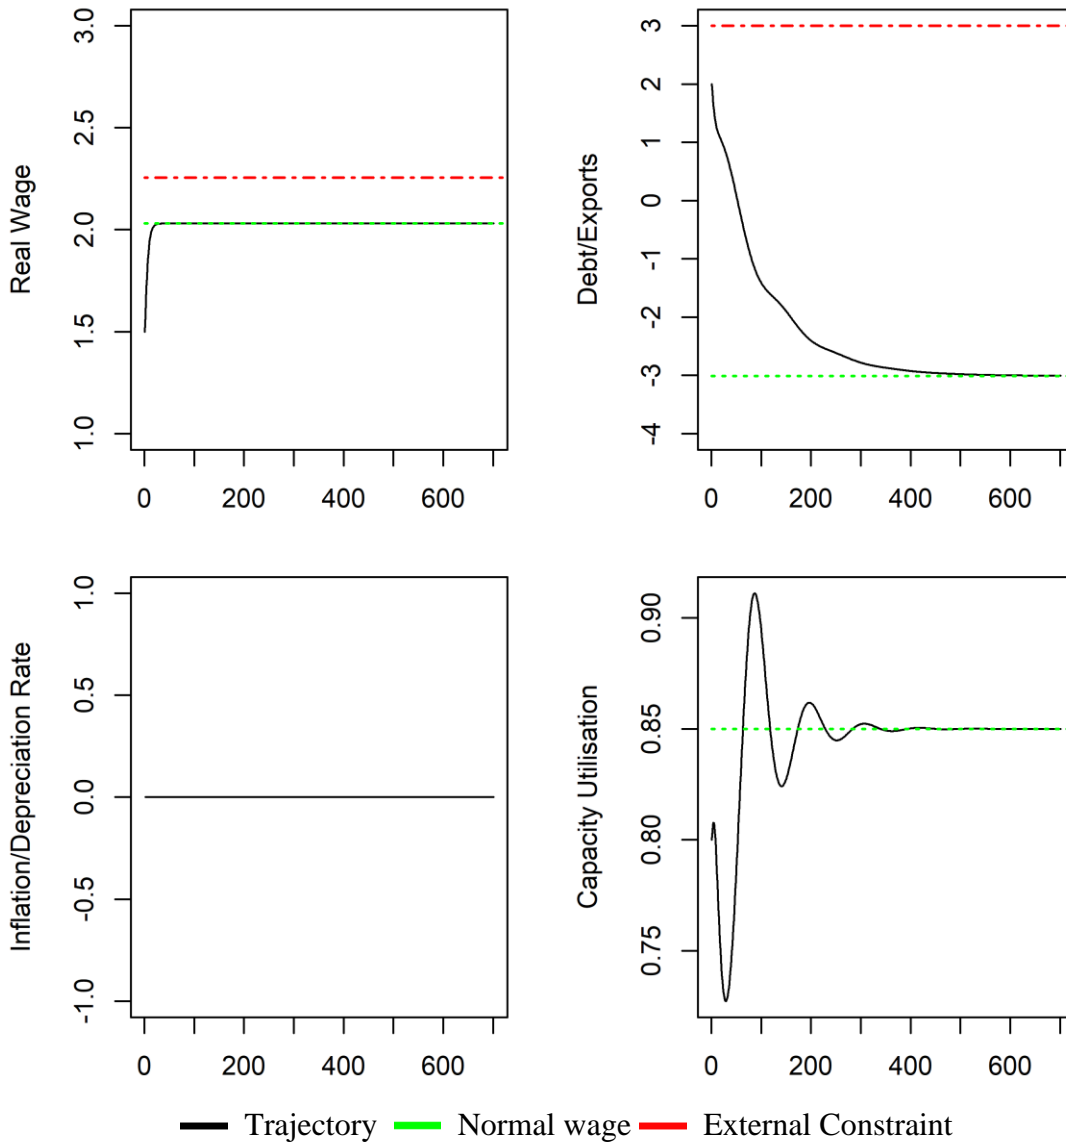 Real Wage
3.0
2.5
2.0
1.5
1.0
0 200 400 600
Debt/Exports
3
2
1
0
-1
-2
-3
-4
0 200 400 600
Inflation/Depreciation Rate
1.0
0.5
0.0
-0.5
-1.0
0 200 400 600
Capacity Utilisation
0.90
0.85
0.80
0.75
0 200 400 600
Trajectory Normal wage External Constraint